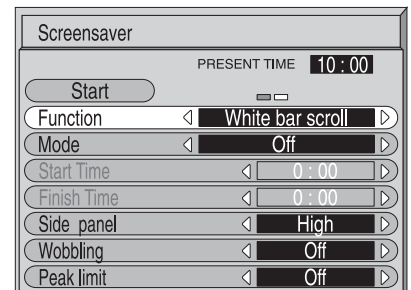 Screensaver
PRESENT TIME 10 : 00
Start
Function White bar scroll
Mode Off
Start Time 0 : 00
Finish Time 0 : 00
Side panel High
Wobbling Off
Peak limit Off